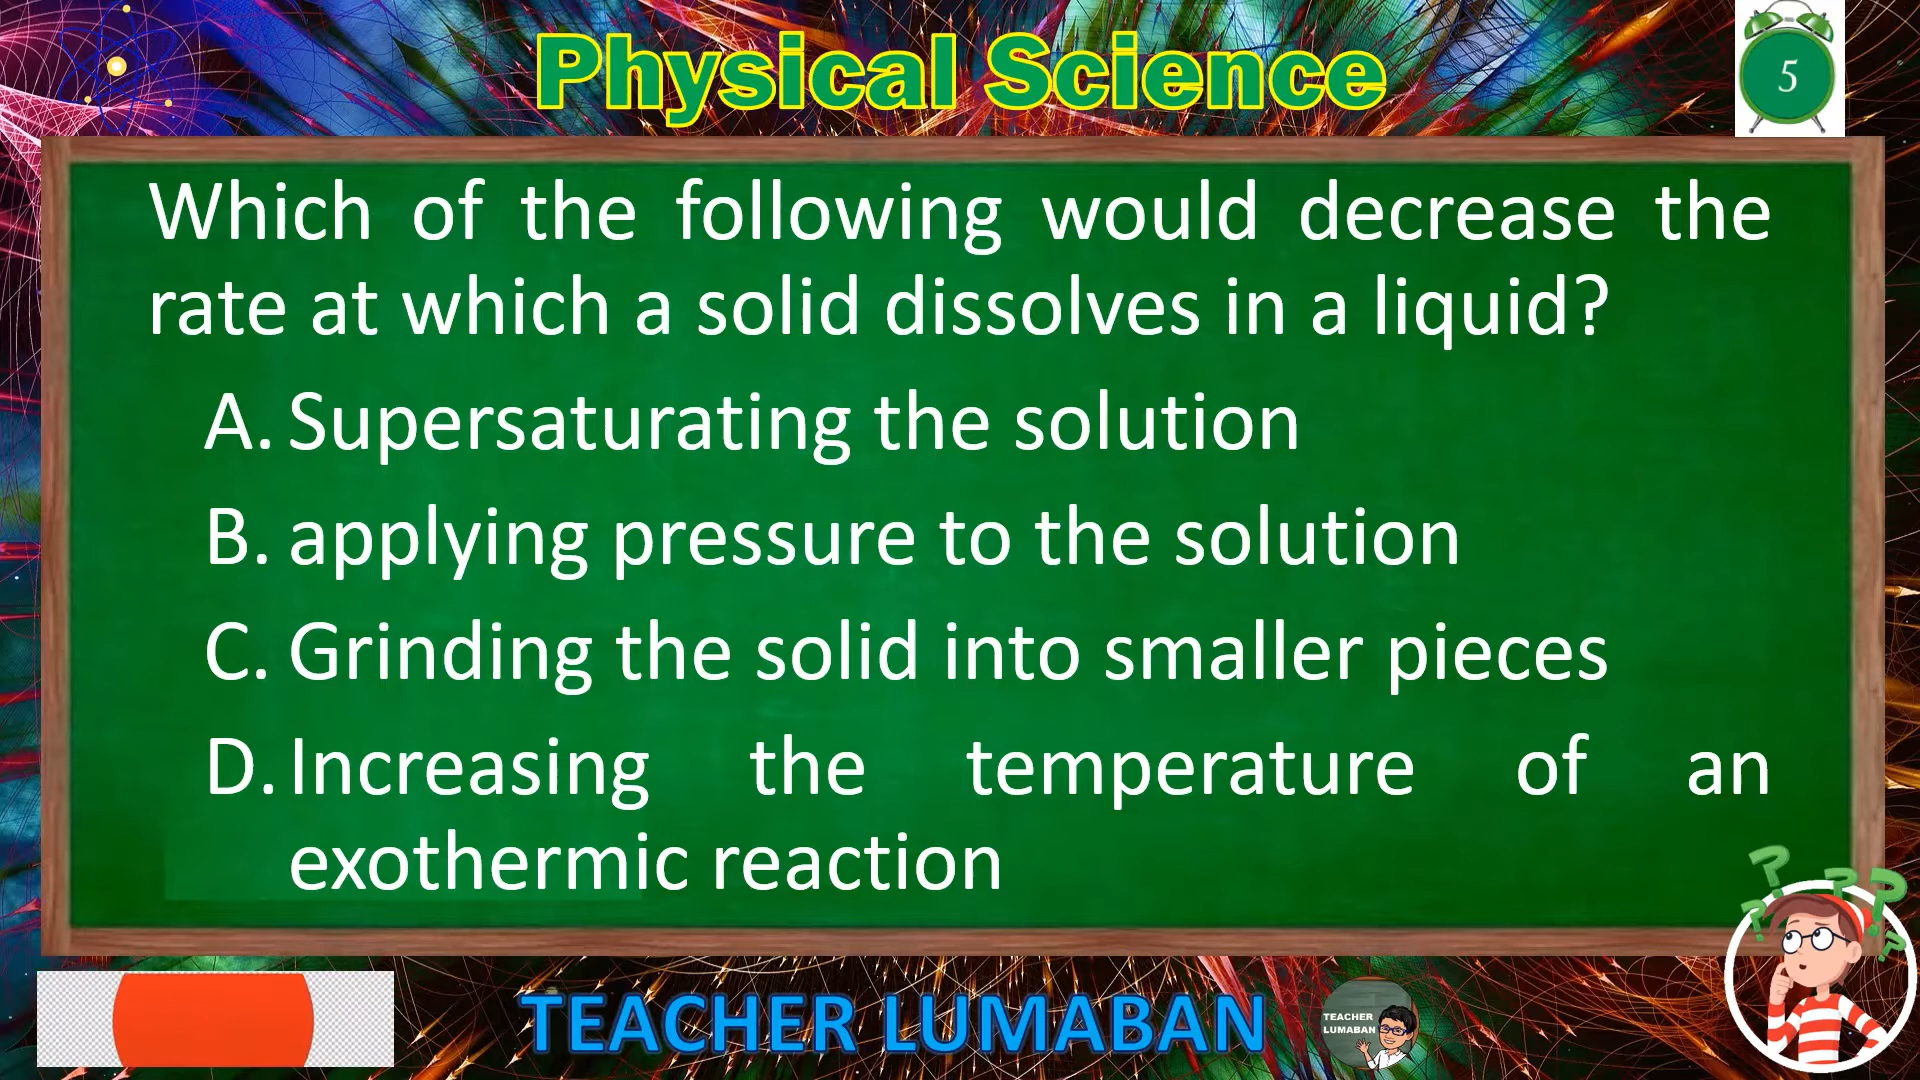 Physical Science
5
Which of the following would decrease the
rate at which a solid dissolves in a liquid?
A. Supersaturating the solution
B. applying pressure to the solution
C. Grinding the solid into smaller pieces
D. Increasing the temperature of an
exothermic reaction
? ? ? ? ?
TEACHER LUMABAN
TEACHER
LUMABAN